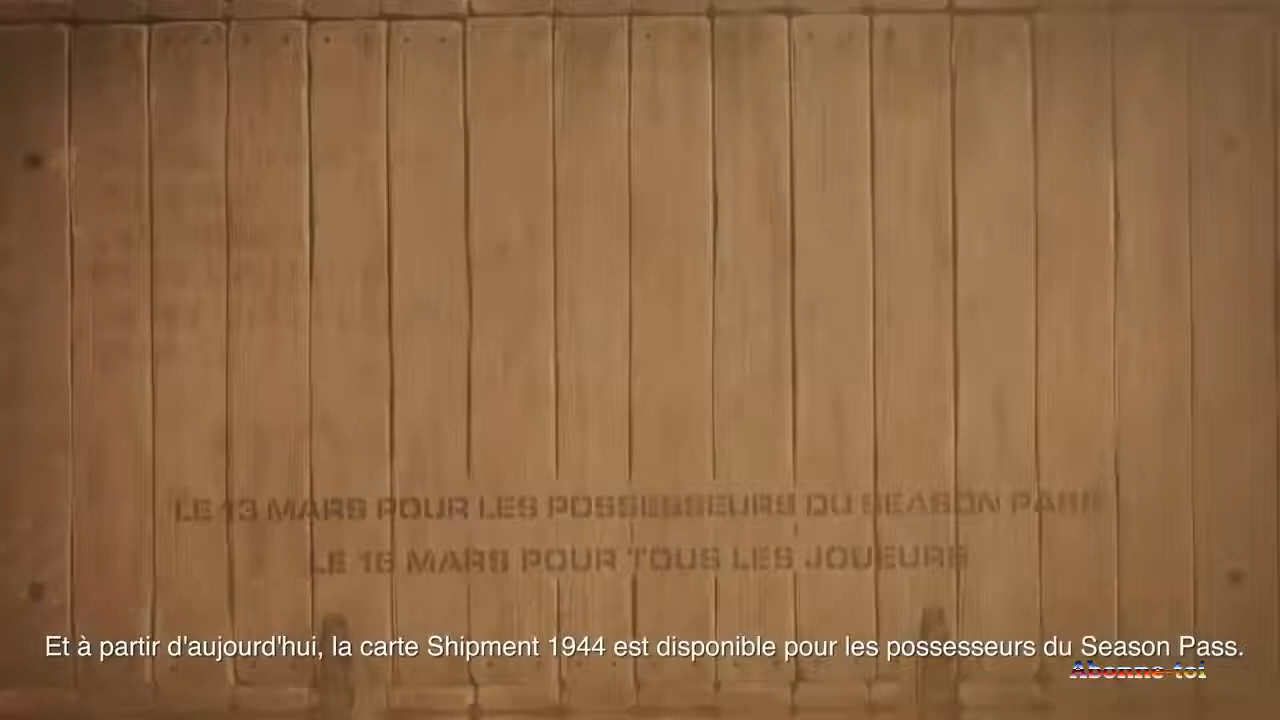 LE 13 MARS POUR LES POSSESSEURS DU SEASON PASS
LE 16 MARS POUR TOUS LES JOUEURS
Et à partir d'aujourd'hui, la carte Shipment 1944 est disponible pour les possesseurs du Season Pass.
Abonne-toi